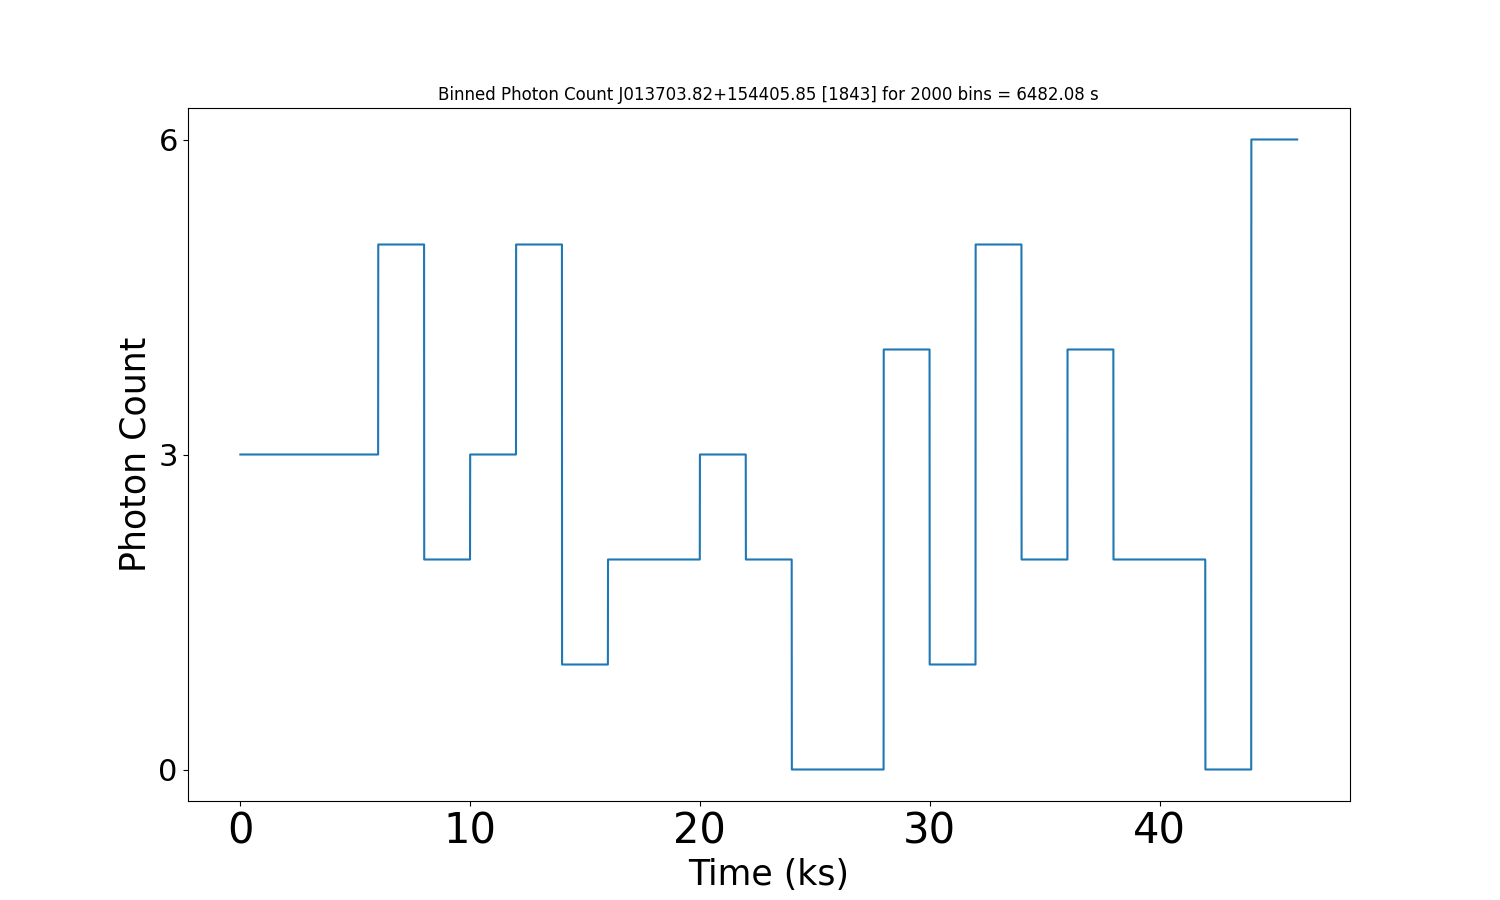 Binned Photon Count J013703.82+154405.85 [1843] for 2000 bins = 6482.08 s
6
3
0
Photon Count
0 10 20 30 40
Time (ks)